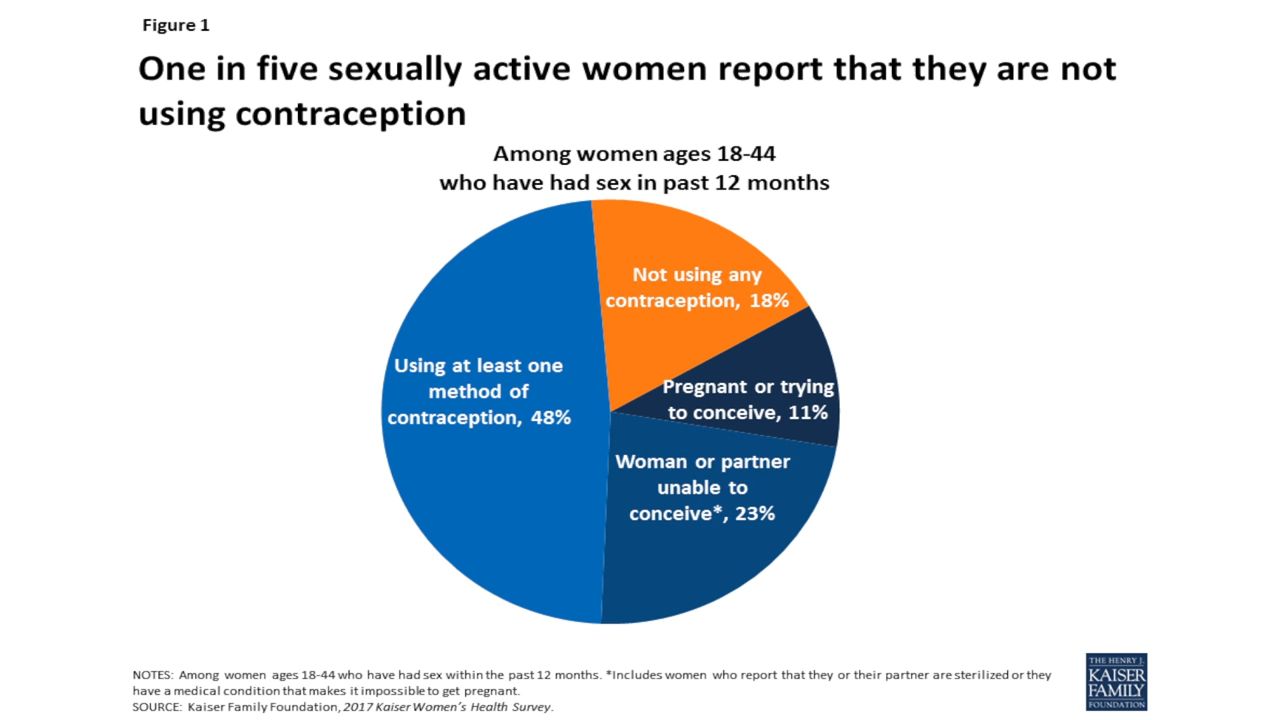 Figure 1
One in five sexually active women report that they are not
using contraception
Among women ages 18-44
who have had sex in past 12 months
Not using any
contraception, 18%
Using at least one
method of
contraception, 48%
Pregnant or trying
to conceive, 11%
Woman or partner
unable to
conceive*, 23%
NOTES: Among women ages 18-44 who have had sex within the past 12 months. *Includes women who report that they or their partner are sterilized or they
have a medical condition that makes it impossible to get pregnant.
SOURCE: Kaiser Family Foundation, 2017 Kaiser Women's Health Survey.
THE HENRY J.
KAISER
FAMILY
FOUNDATION